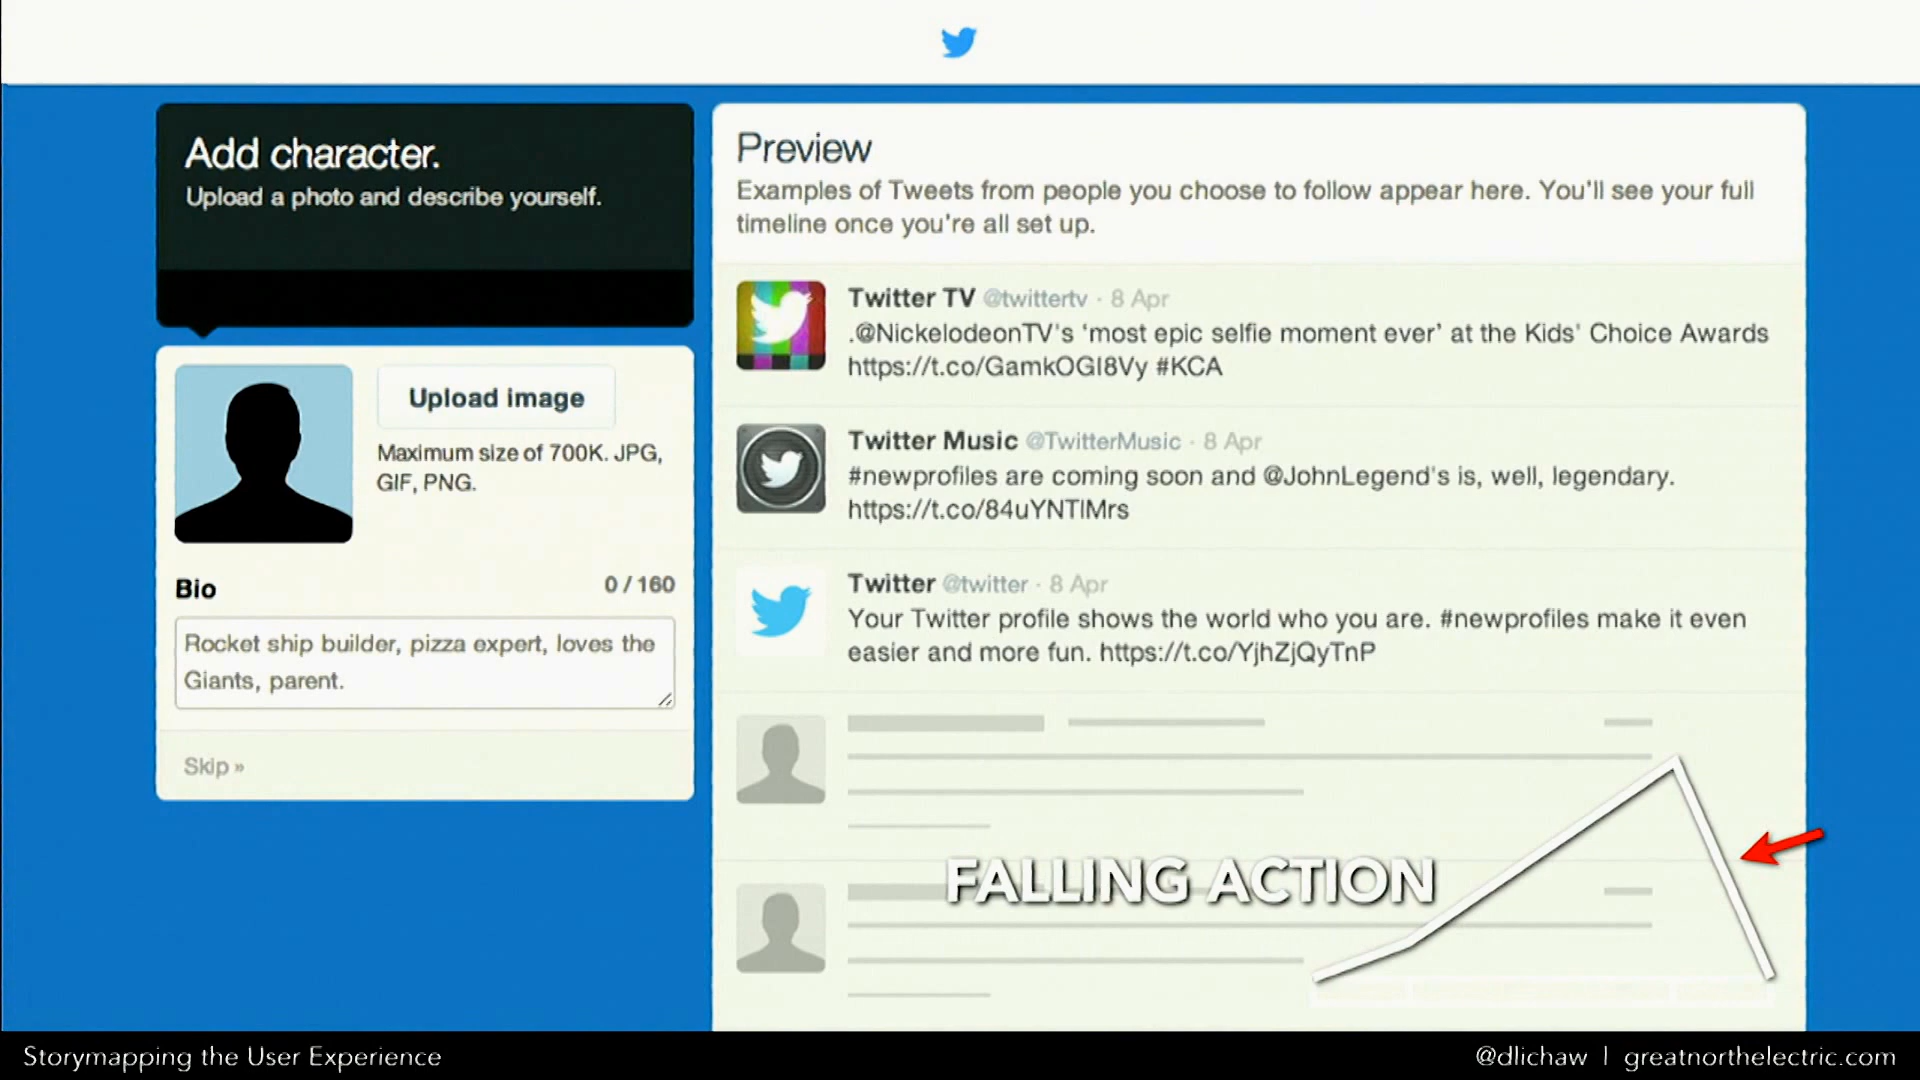 Add character.
Upload a photo and describe yourself.
Upload image
Maximum size of 700K. JPG,
GIF, PNG.
Bio
0 / 160
Rocket ship builder, pizza expert, loves the
Giants, parent.
Skip »
Preview
Examples of Tweets from people you choose to follow appear here. You'll see your full
timeline once you're all set up.
Twitter TV @twittertv · 8 Apr
.@NickelodeonTV's ‘most epic selfie moment ever’ at the Kids' Choice Awards
https://t.co/GamkOGI8Vy #KCA
Twitter Music @TwitterMusic · 8 Apr
#newprofiles are coming soon and @JohnLegend's is, well, legendary.
https://t.co/84uYNTlMrs
Twitter @twitter · 8 Apr
Your Twitter profile shows the world who you are. #newprofiles make it even
easier and more fun. https://t.co/YjhZjQyTnP
FALLING ACTION
Storymapping the User Experience
@dlichaw | greatnorthelectric.com